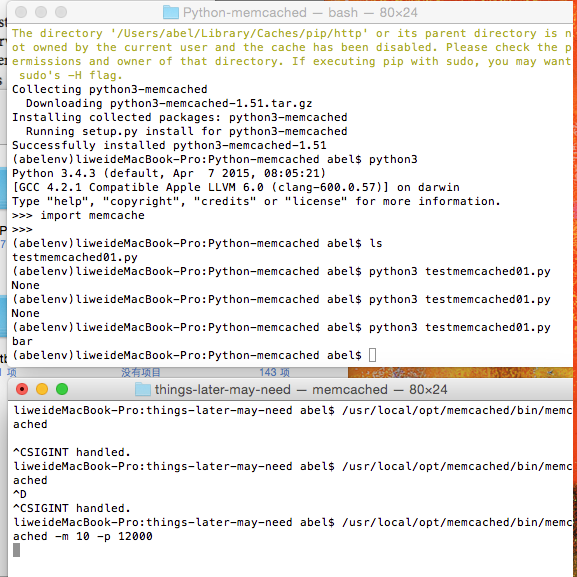 Python-memcached — bash — 80×24
The directory '/Users/abel/Library/Caches/pip/http' or its parent directory is n
ot owned by the current user and the cache has been disabled. Please check the p
ermissions and owner of that directory. If executing pip with sudo, you may want
 sudo's -H flag.
Collecting python3-memcached
  Downloading python3-memcached-1.51.tar.gz
Installing collected packages: python3-memcached
  Running setup.py install for python3-memcached
Successfully installed python3-memcached-1.51
(abelenv)liweideMacBook-Pro:Python-memcached abel$ python3
Python 3.4.3 (default, Apr  7 2015, 08:05:21)
[GCC 4.2.1 Compatible Apple LLVM 6.0 (clang-600.0.57)] on darwin
Type "help", "copyright", "credits" or "license" for more information.
>>> import memcache
>>>
(abelenv)liweideMacBook-Pro:Python-memcached abel$ ls
testmemcached01.py
(abelenv)liweideMacBook-Pro:Python-memcached abel$ python3 testmemcached01.py
None
(abelenv)liweideMacBook-Pro:Python-memcached abel$ python3 testmemcached01.py
None
(abelenv)liweideMacBook-Pro:Python-memcached abel$ python3 testmemcached01.py
bar
(abelenv)liweideMacBook-Pro:Python-memcached abel$
项 没有项目 143 项
things-later-may-need — memcached — 80×24
liweideMacBook-Pro:things-later-may-need abel$ /usr/local/opt/memcached/bin/memc
ached
^CSIGINT handled.
liweideMacBook-Pro:things-later-may-need abel$ /usr/local/opt/memcached/bin/memc
ached
^D
^CSIGINT handled.
liweideMacBook-Pro:things-later-may-need abel$ /usr/local/opt/memcached/bin/memc
ached -m 10 -p 12000